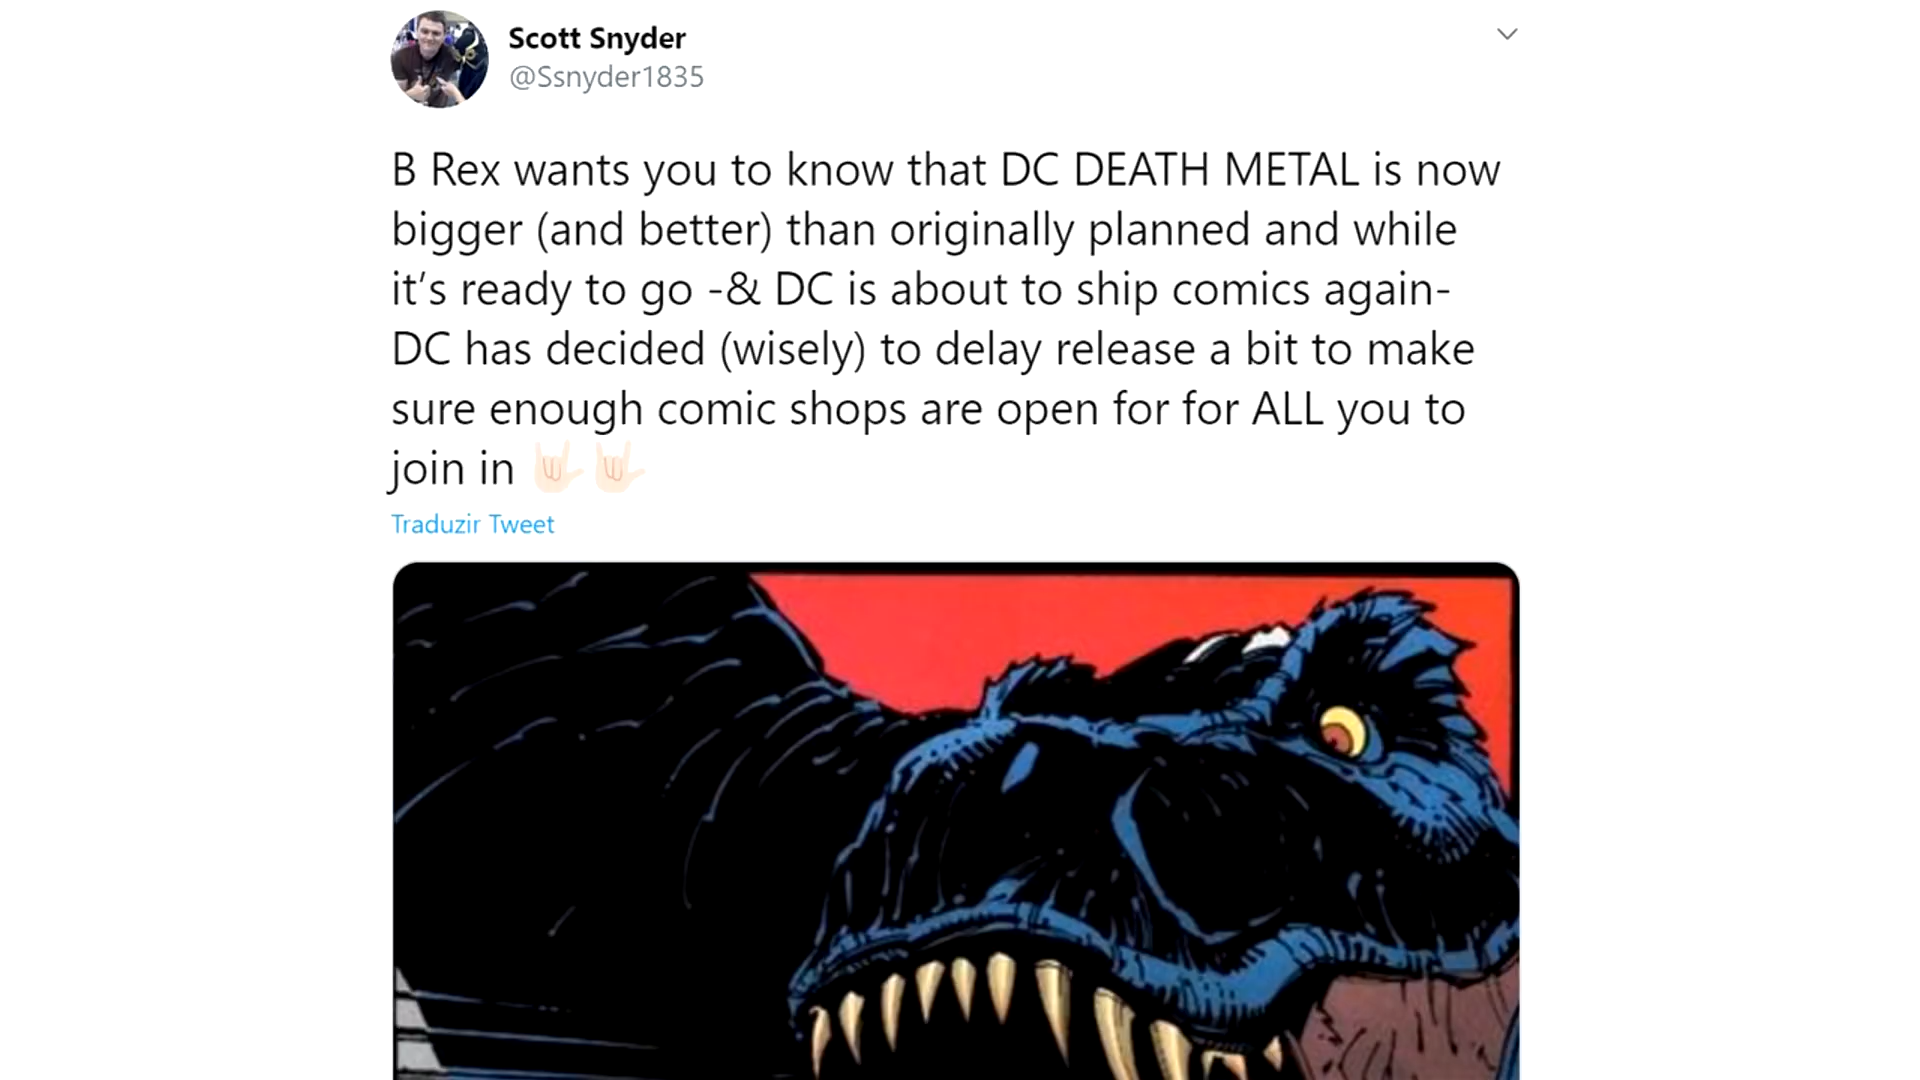 Scott Snyder
@Ssnyder1835
B Rex wants you to know that DC DEATH METAL is now
bigger (and better) than originally planned and while
it's ready to go -& DC is about to ship comics again-
DC has decided (wisely) to delay release a bit to make
sure enough comic shops are open for for ALL you to
join in 🤟🏻🤟🏻
Traduzir Tweet